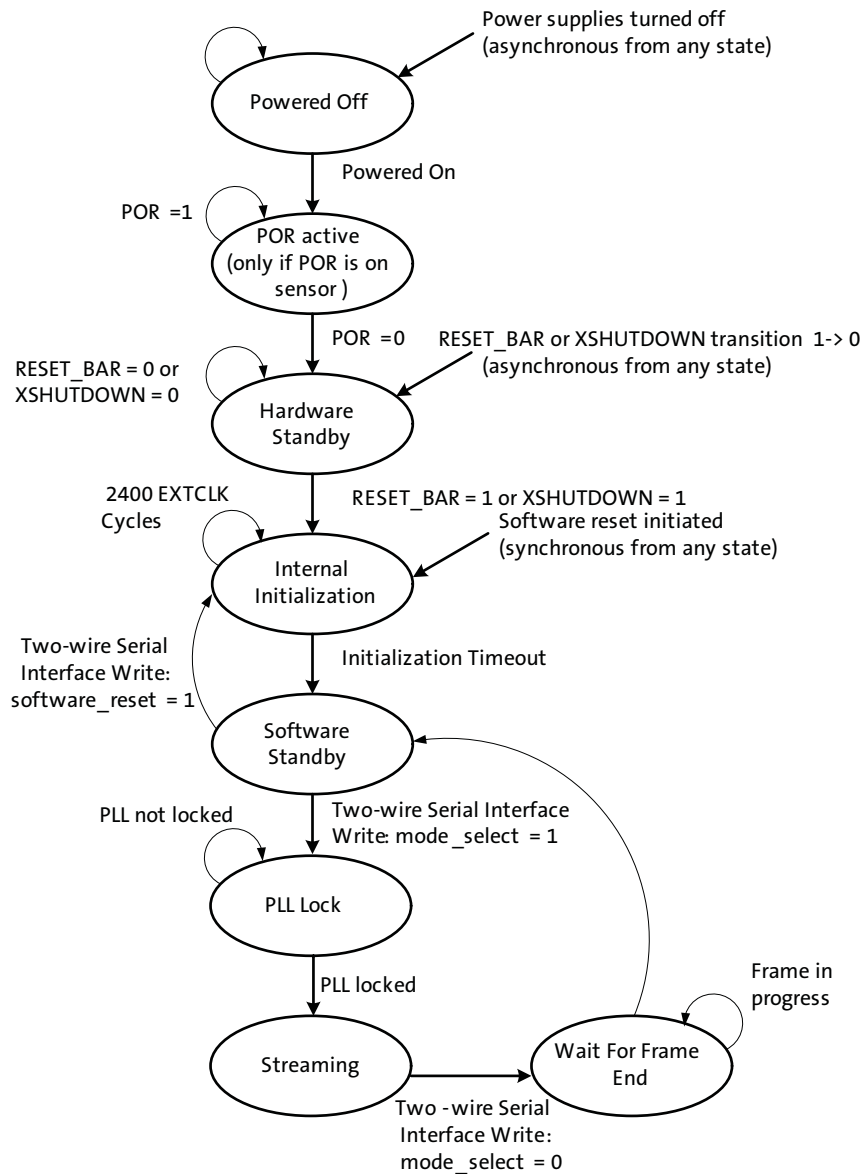 Power supplies turned off
(asynchronous from any state)
Powered Off
Powered On
POR =1
POR active
(only if POR is on
sensor )
POR =0
RESET_BAR or XSHUTDOWN transition 1-> 0
(asynchronous from any state)
RESET_BAR = 0 or
XSHUTDOWN = 0
Hardware
Standby
2400 EXTCLK
Cycles
RESET_BAR = 1 or XSHUTDOWN = 1
Software reset initiated
(synchronous from any state)
Internal
Initialization
Two-wire Serial
Interface Write:
software_reset = 1
Initialization Timeout
Software
Standby
PLL not locked
Two-wire Serial Interface
Write: mode_select = 1
PLL Lock
PLL locked
Frame in
progress
Streaming
Wait For Frame
End
Two -wire Serial
Interface Write:
mode_select = 0